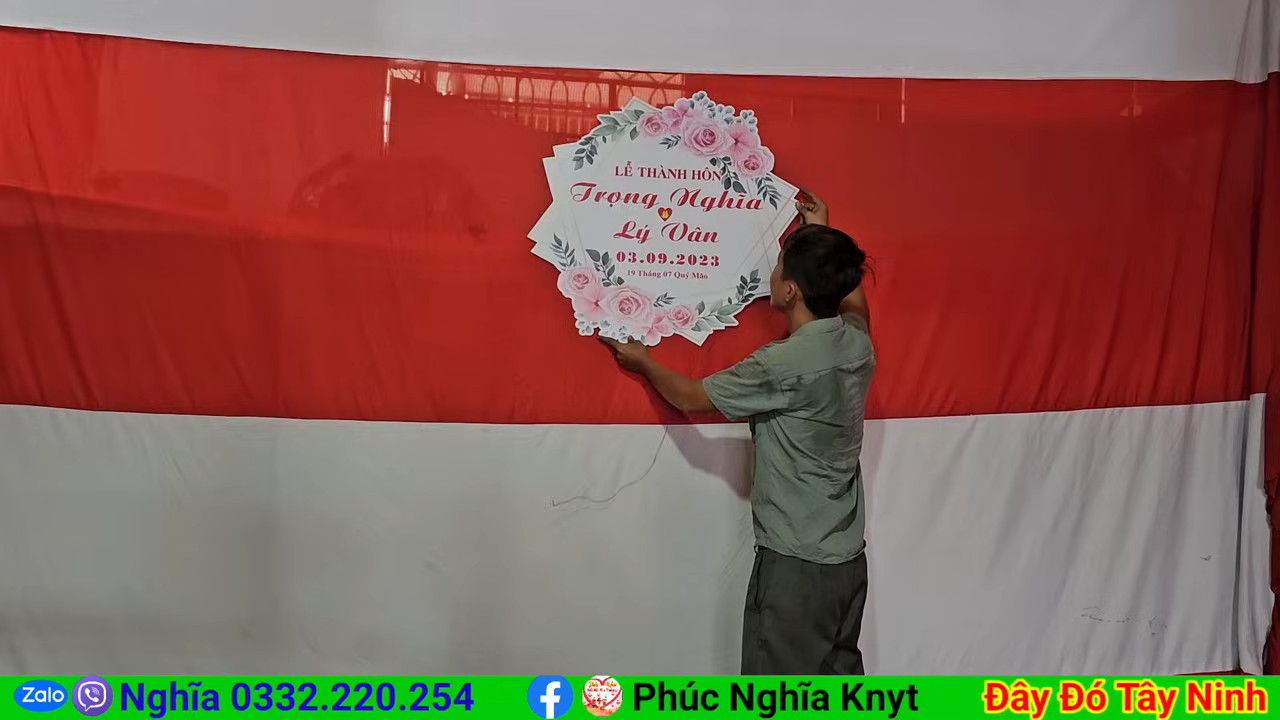 LỄ THÀNH HÔN
Trọng Nghĩa
Lý Vân
03.09.2023
19 Tháng 07 Quý Mão
Zalo Nghĩa 0332.220.254 Phúc Nghĩa Knyt Đây Đó Tây Ninh